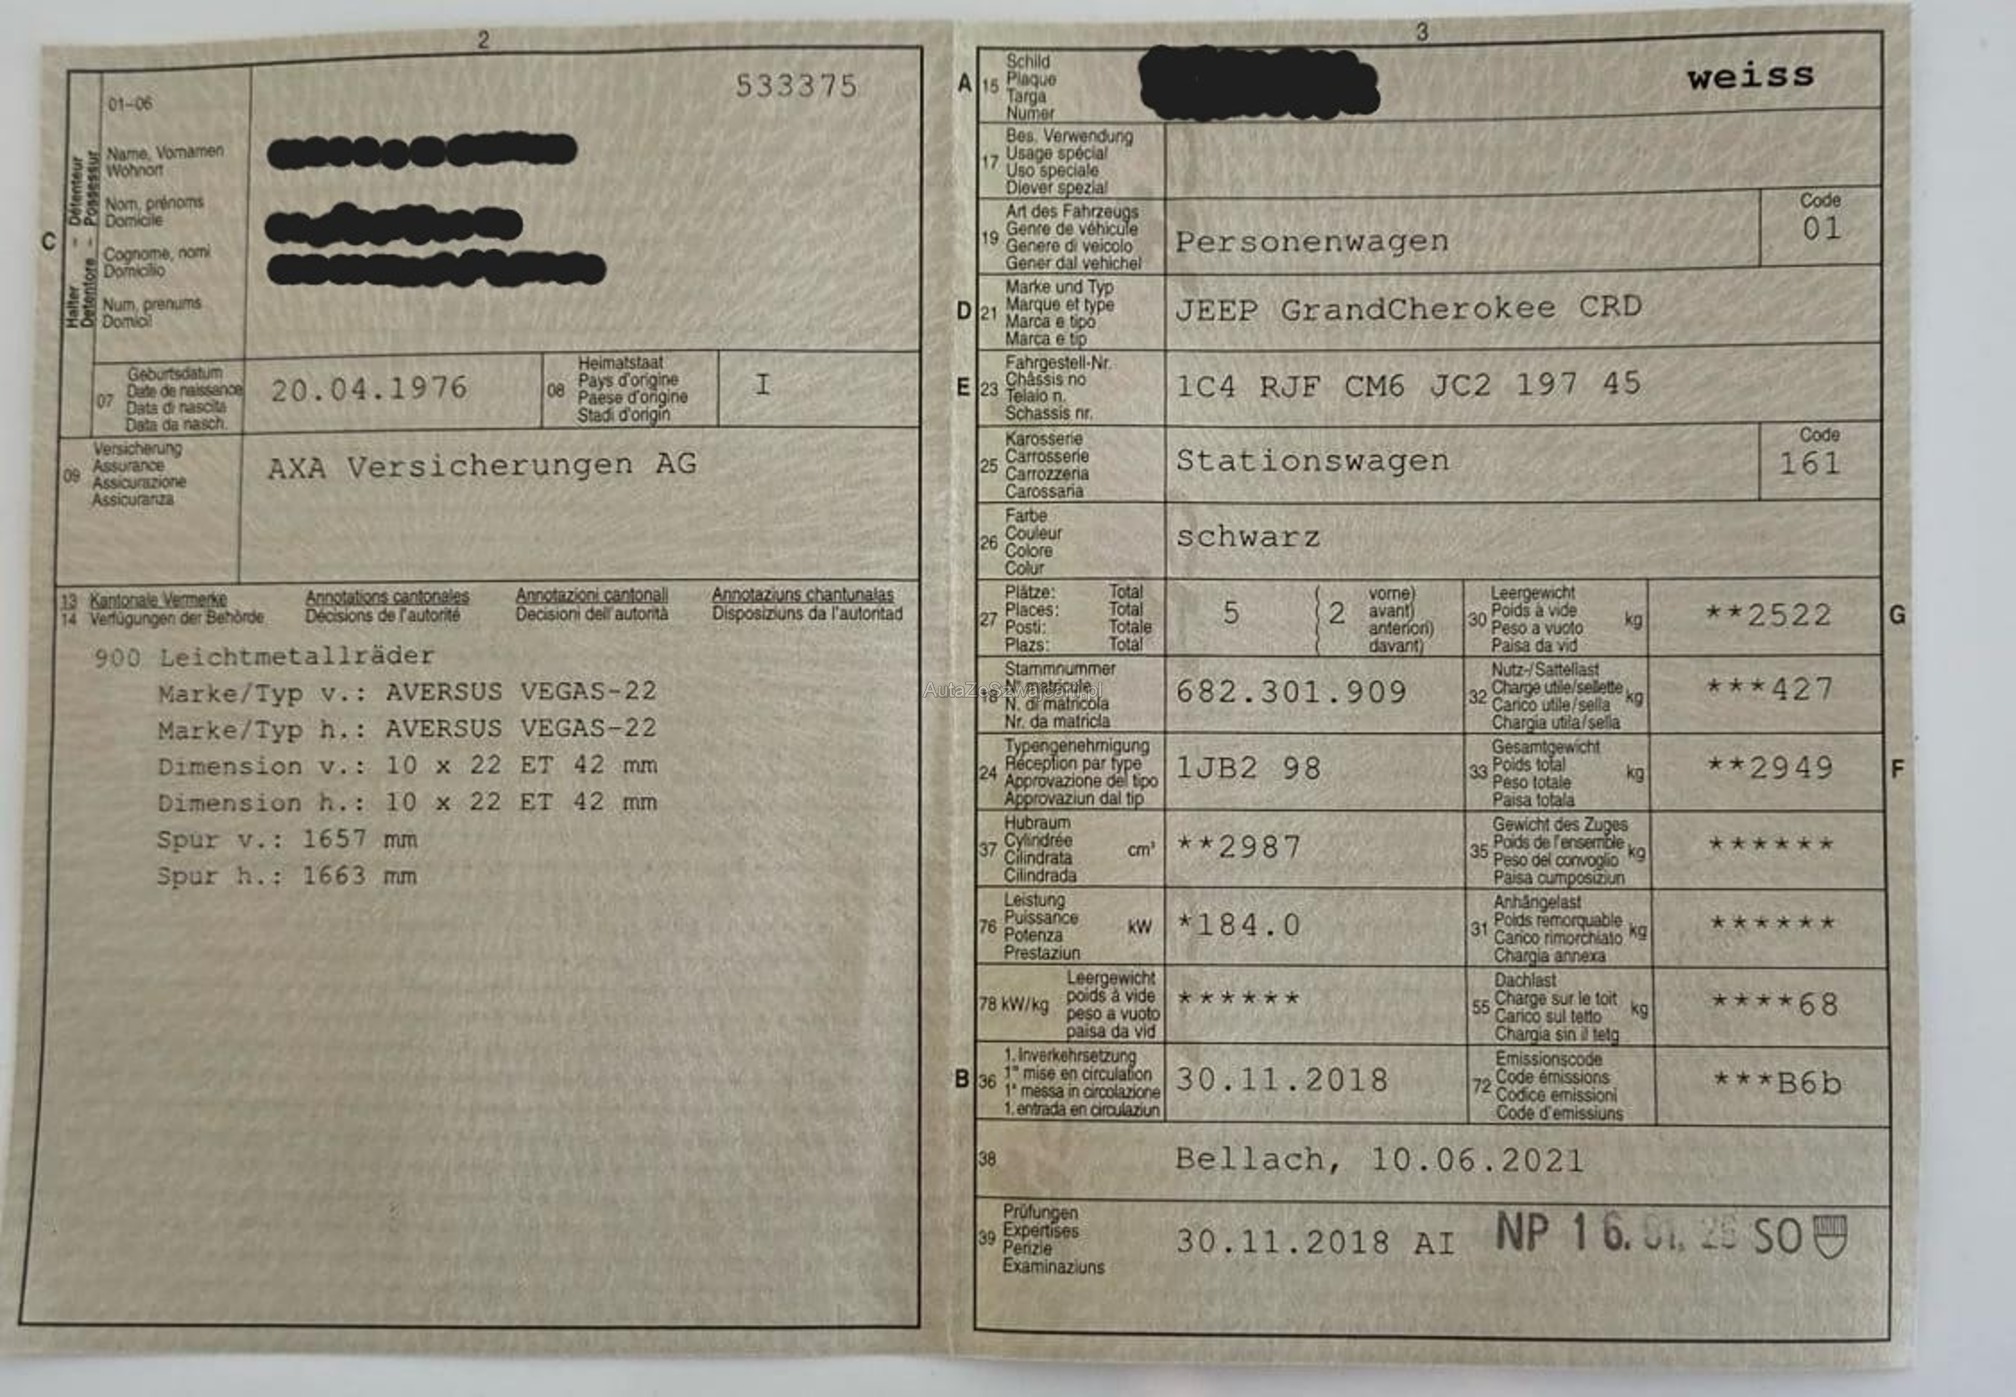 2
533375
01-06
Halter - Détenteur
Detentore - Possessur
C
Name, Vornamen
Wohnort
Nom, prénoms
Domicile
Cognome, nomi
Domicilio
Num, prenums
Domicil
07
Geburtsdatum
Date de naissance
Data di nascita
Data da nasch.
20.04.1976
08
Heimatstaat
Pays d'origine
Paese d'origine
Stadi d'origin
I
09
Versicherung
Assurance
Assicurazione
Assicuranza
AXA Versicherungen AG
13 Kantonale Vermerke Annotations cantonales Annotazioni cantonali Annotaziuns chantunalas
14 Verfügungen der Behörde Décisions de l'autorité Decisioni dell'autorità Disposiziuns da l'autoritad
900 Leichtmetallräder
Marke/Typ v.: AVERSUS VEGAS-22
Marke/Typ h.: AVERSUS VEGAS-22
Dimension v.: 10 x 22 ET 42 mm
Dimension h.: 10 x 22 ET 42 mm
Spur v.: 1657 mm
Spur h.: 1663 mm
3
A 15
Schild
Plaque
Targa
Numer
weiss
17
Bes. Verwendung
Usage spécial
Uso speciale
Diever spezial
19
Art des Fahrzeugs
Genre de véhicule
Genere di veicolo
Gener dal vehichel
Personenwagen
Code
01
D 21
Marke und Typ
Marque et type
Marca e tipo
Marca e tip
JEEP GrandCherokee CRD
E 23
Fahrgestell-Nr.
Châssis no
Telaio n.
Schassis nr.
1C4 RJF CM6 JC2 197 45
25
Karosserie
Carrosserie
Carrozzeria
Carossaria
Stationswagen
Code
161
26
Farbe
Couleur
Colore
Colur
schwarz
27
Plätze: Total
Places: Total
Posti: Totale
Plazs: Total
5
2
vorne)
avant)
anteriori)
davant)
30
Leergewicht
Poids à vide
Peso a vuoto
Paisa da vid
kg
**2522
G
18
Stammnummer
N° matricule
N. di matricola
Nr. da matricla
682.301.909
AutaZeSzwajcarii.pl
32
Nutz-/Sattellast
Charge utile/sellette
Carico utile/sella
Chargia utila/sella
kg
***427
24
Typengenehmigung
Réception par type
Approvazione del tipo
Approvaziun dal tip
1JB2 98
33
Gesamtgewicht
Poids total
Peso totale
Paisa totala
kg
**2949
F
37
Hubraum
Cylindrée
Cilindrata
Cilindrada
cm³
**2987
35
Gewicht des Zuges
Poids de l'ensemble
Peso del convoglio
Paisa cumposiziun
kg
******
76
Leistung
Puissance
Potenza
Prestaziun
kW
*184.0
31
Anhängelast
Poids remorquable
Carico rimorchiato
Chargia annexa
kg
******
78 kW/kg
Leergewicht
poids à vide
peso a vuoto
paisa da vid
******
55
Dachlast
Charge sur le toit
Carico sul tetto
Chargia sin il tetg
kg
****68
B 36
1. Inverkehrsetzung
1re mise en circulation
1a messa in circolazione
1. entrada en circulaziun
30.11.2018
72
Emissionscode
Code émissions
Codice emissioni
Code d'emissiuns
***B6b
38
Bellach, 10.06.2021
39
Prüfungen
Expertises
Perizie
Examinaziuns
30.11.2018 AI
NP 16. 01. SO